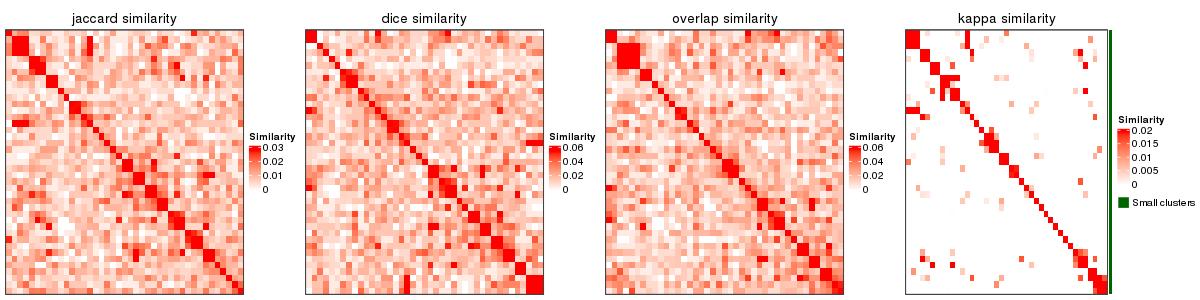 jaccard similarity
Similarity
0.03
0.02
0.01
0
dice similarity
Similarity
0.06
0.04
0.02
0
overlap similarity
Similarity
0.06
0.04
0.02
0
kappa similarity
Similarity
0.02
0.015
0.01
0.005
0
Small clusters